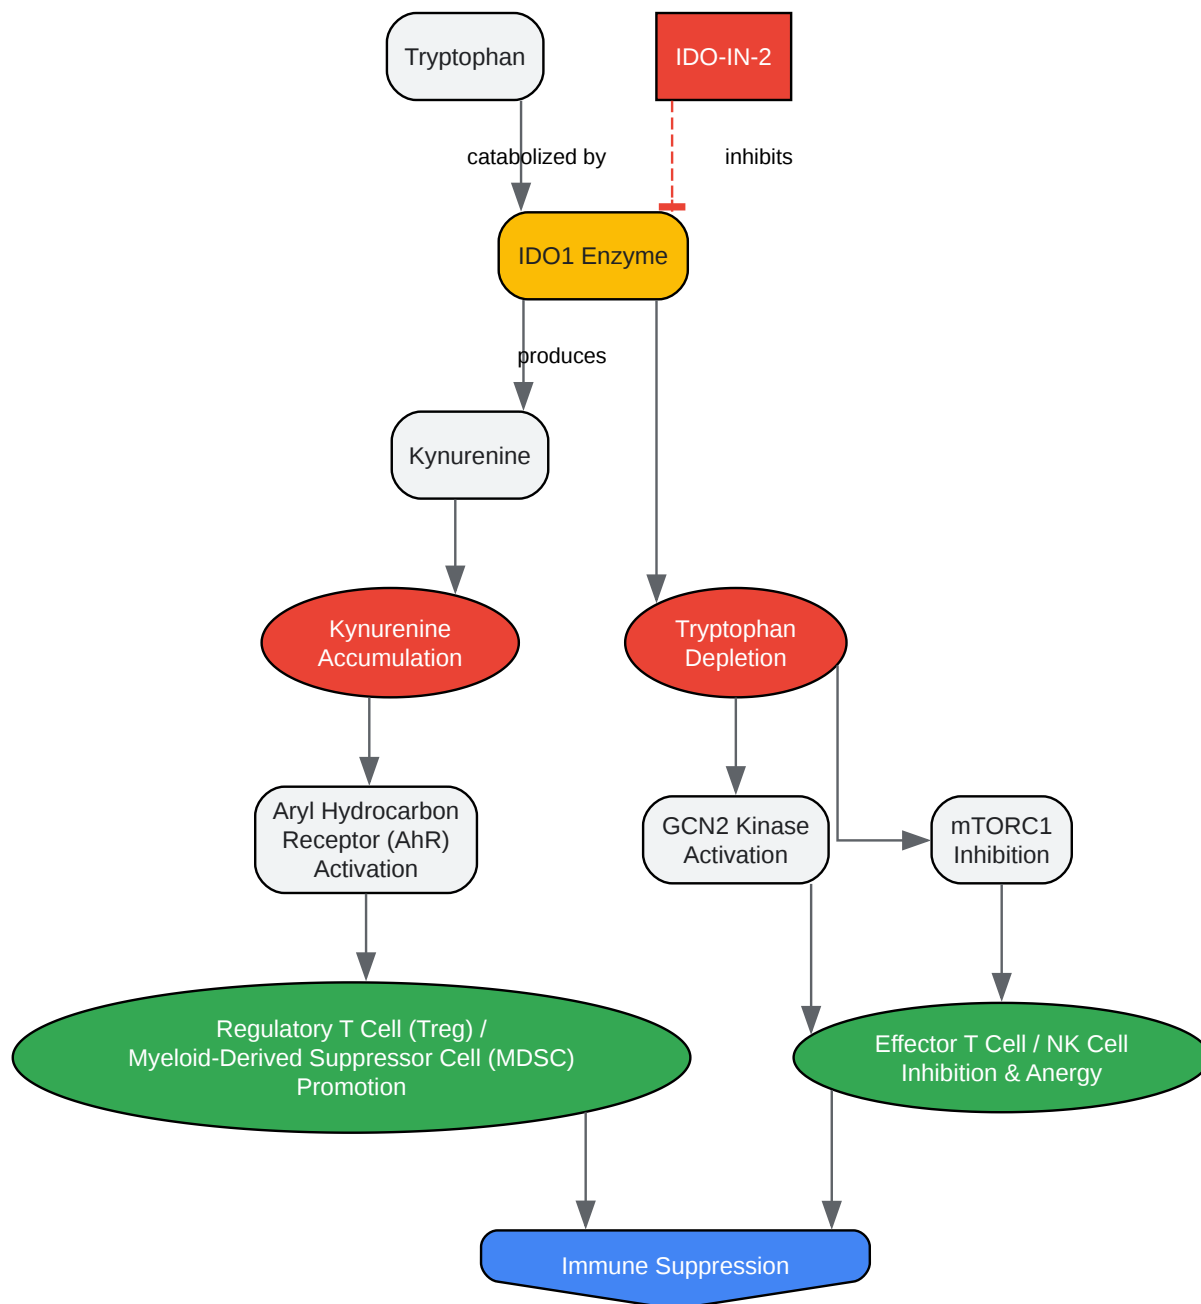 Tryptophan
IDO-IN-2
catabolized by
inhibits
IDO1 Enzyme
produces
Kynurenine
Kynurenine
Accumulation
Tryptophan
Depletion
Aryl Hydrocarbon
Receptor (AhR)
Activation
GCN2 Kinase
Activation
mTORC1
Inhibition
Regulatory T Cell (Treg) /
Myeloid-Derived Suppressor Cell (MDSC)
Promotion
Effector T Cell / NK Cell
Inhibition & Anergy
Immune Suppression